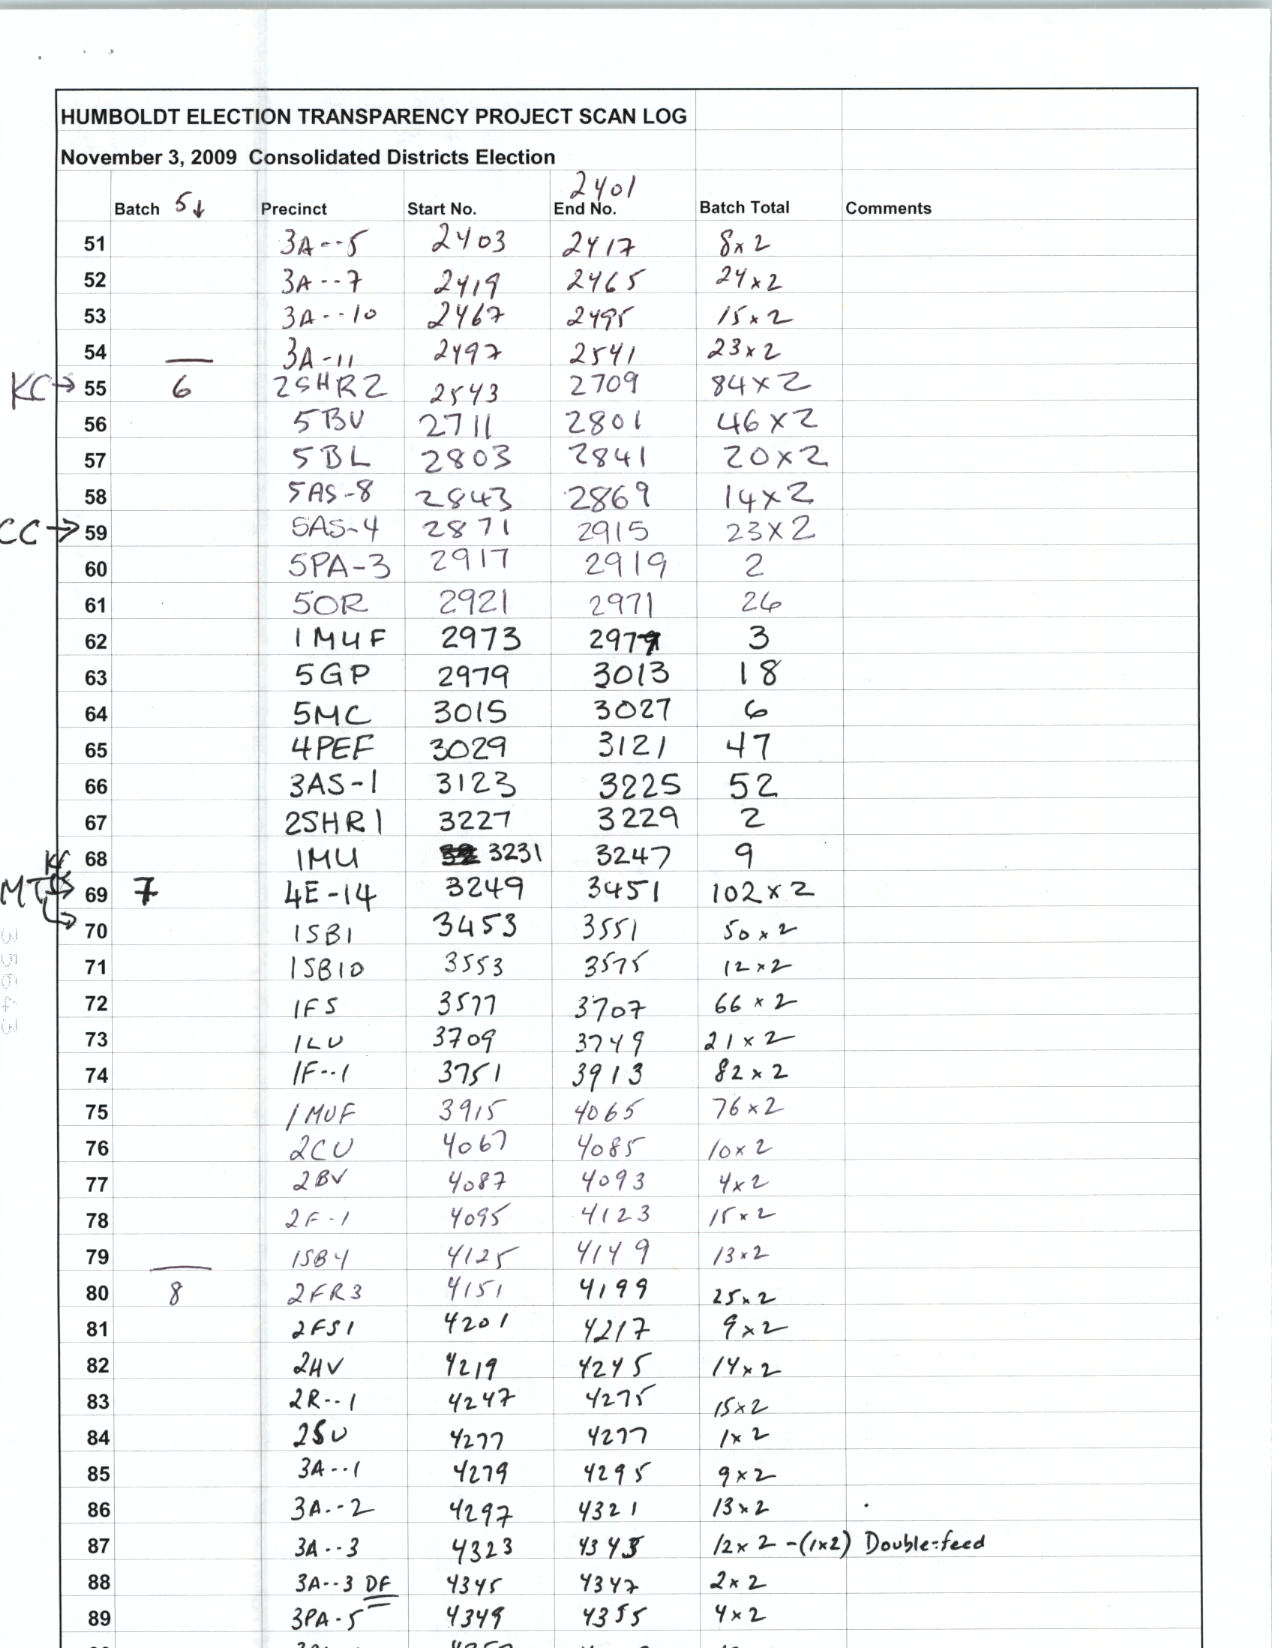 HUMBOLDT ELECTION TRANSPARENCY PROJECT SCAN LOG
November 3, 2009 Consolidated Districts Election
2401
Batch 5↓ Precinct Start No. End No. Batch Total Comments
51 3A--5 2403 2417 8x2
52 3A--7 2419 2465 24x2
53 3A--10 2467 2495 15x2
54 3A-11 2497 2541 23x2
KC→ 55 6 2SHR2 2543 2709 84x2
56 5BV 2711 2801 46x2
57 5BL 2803 2841 20x2
58 5AS-8 2843 2869 14x2
CC→ 59 5AS-4 2871 2915 23x2
60 5PA-3 2917 2919 2
61 5OR 2921 2971 26
62 1MUF 2973 2977 3
63 5GP 2979 3013 18
64 5MC 3015 3027 6
65 4PEF 3029 3121 47
66 3AS-1 3123 3225 52
67 2SHR1 3227 3229 2
68 1MU 3231 3247 9
MT 69 7 4E-14 3249 3451 102x2
70 1SB1 3453 3551 50x2
71 1SB10 3553 3575 12x2
72 1FS 3577 3707 66x2
73 1LU 3709 3749 21x2
74 1F--1 3751 3913 82x2
75 1MUF 3915 4065 76x2
76 2CU 4067 4085 10x2
77 2BV 4087 4093 4x2
78 2F-1 4095 4123 15x2
79 1SB4 4125 4149 13x2
80 8 2FR3 4151 4199 25x2
81 2FS1 4201 4217 9x2
82 2HV 4219 4245 14x2
83 2R--1 4247 4275 15x2
84 2SU 4277 4277 1x2
85 3A--1 4279 4295 9x2
86 3A--2 4297 4321 13x2
87 3A--3 4323 4343 12x2-(1x2) Double-feed
88 3A--3 DF 4345 4347 2x2
89 3PA-5 4349 4355 4x2
35643